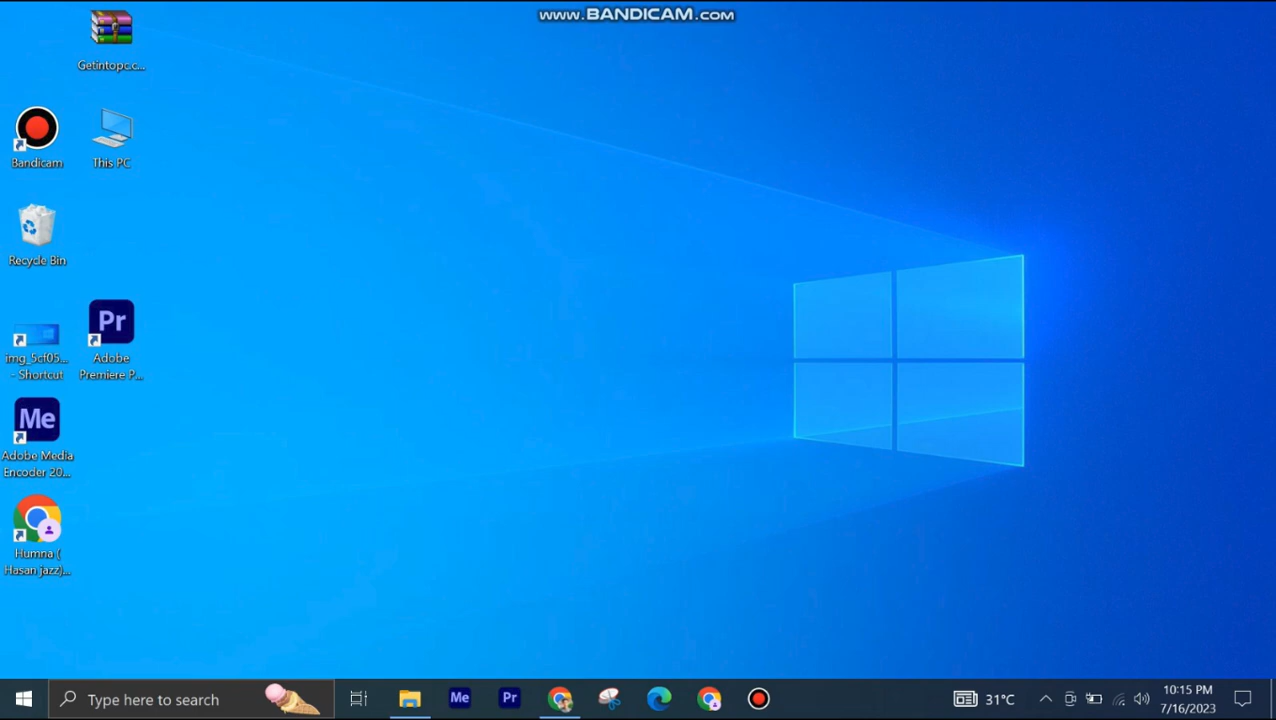 www.BANDICAM.com
Getintopc.c...
Bandicam
This PC
Recycle Bin
img_5cf05...
- Shortcut
Pr
Adobe
Premiere P...
Me
Adobe Media
Encoder 20...
Humna (
Hasan jazz)...
Type here to search
Me
Pr
31°C
10:15 PM
7/16/2023